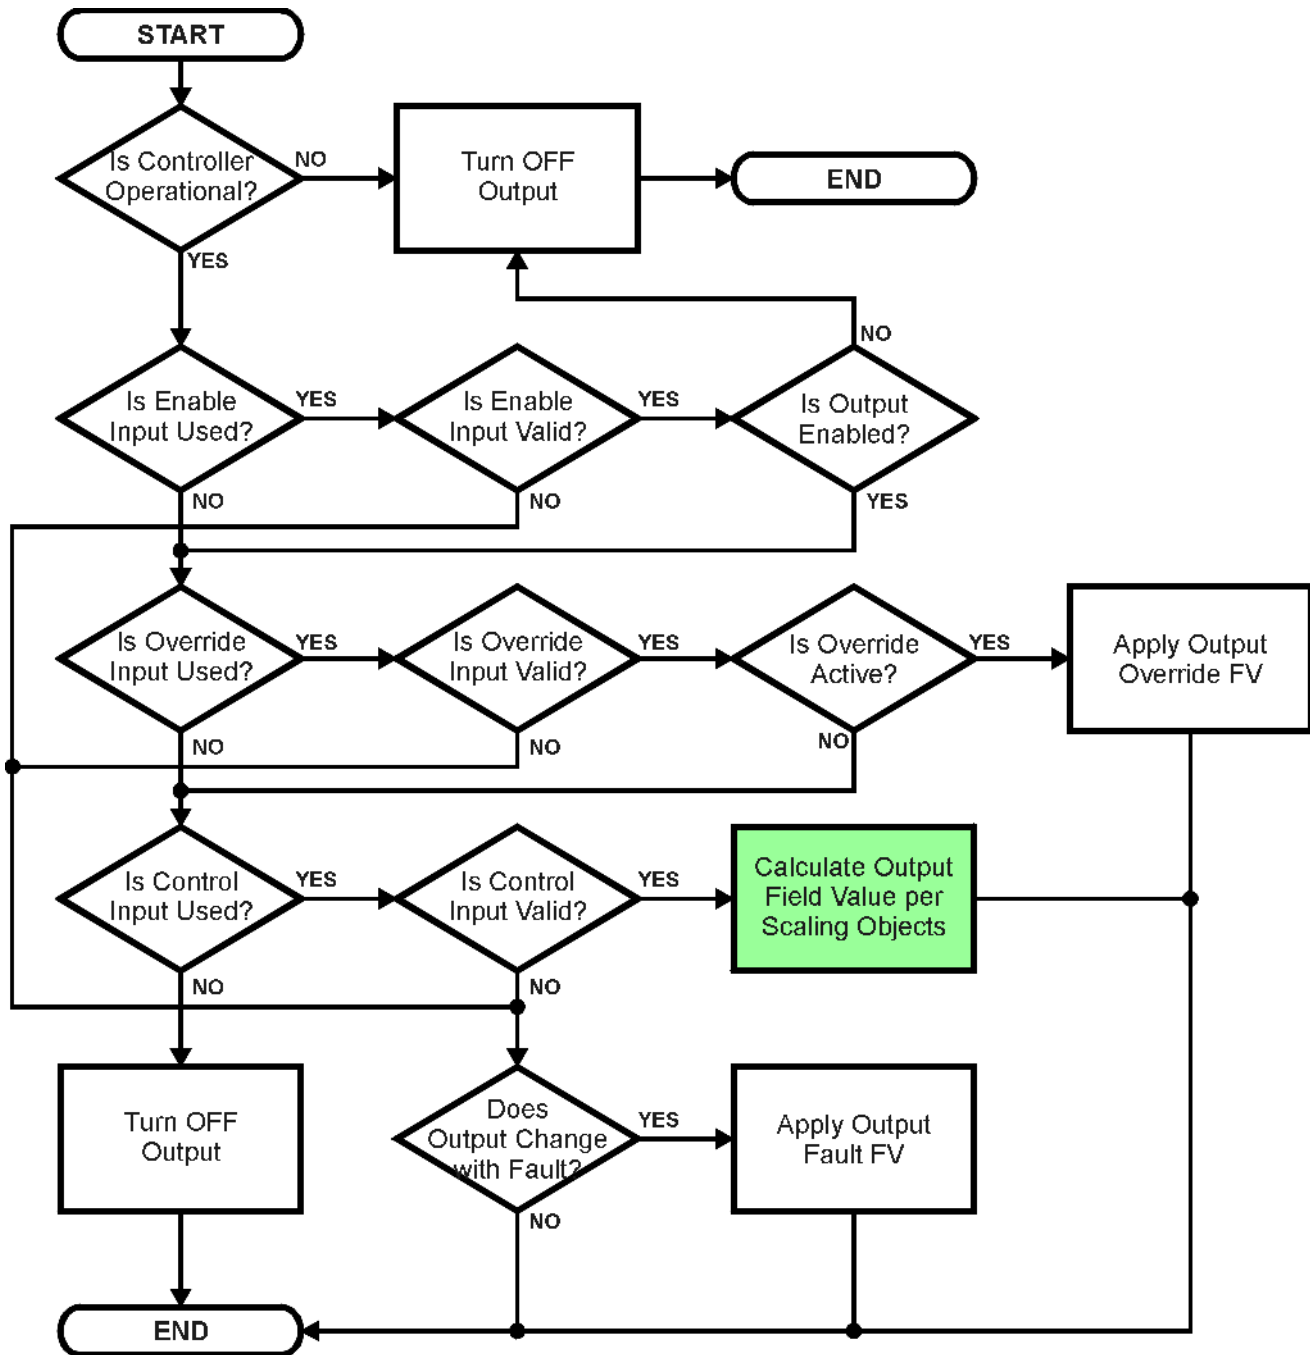 START
Is Controller
Operational?
NO
Turn OFF
Output
END
YES
NO
Is Enable
Input Used?
YES
Is Enable
Input Valid?
YES
Is Output
Enabled?
NO
NO
YES
Is Override
Input Used?
YES
Is Override
Input Valid?
YES
Is Override
Active?
YES
Apply Output
Override FV
NO
NO
NO
Is Control
Input Used?
YES
Is Control
Input Valid?
YES
Calculate Output
Field Value per
Scaling Objects
NO
NO
Turn OFF
Output
Does
Output Change
with Fault?
YES
Apply Output
Fault FV
NO
END